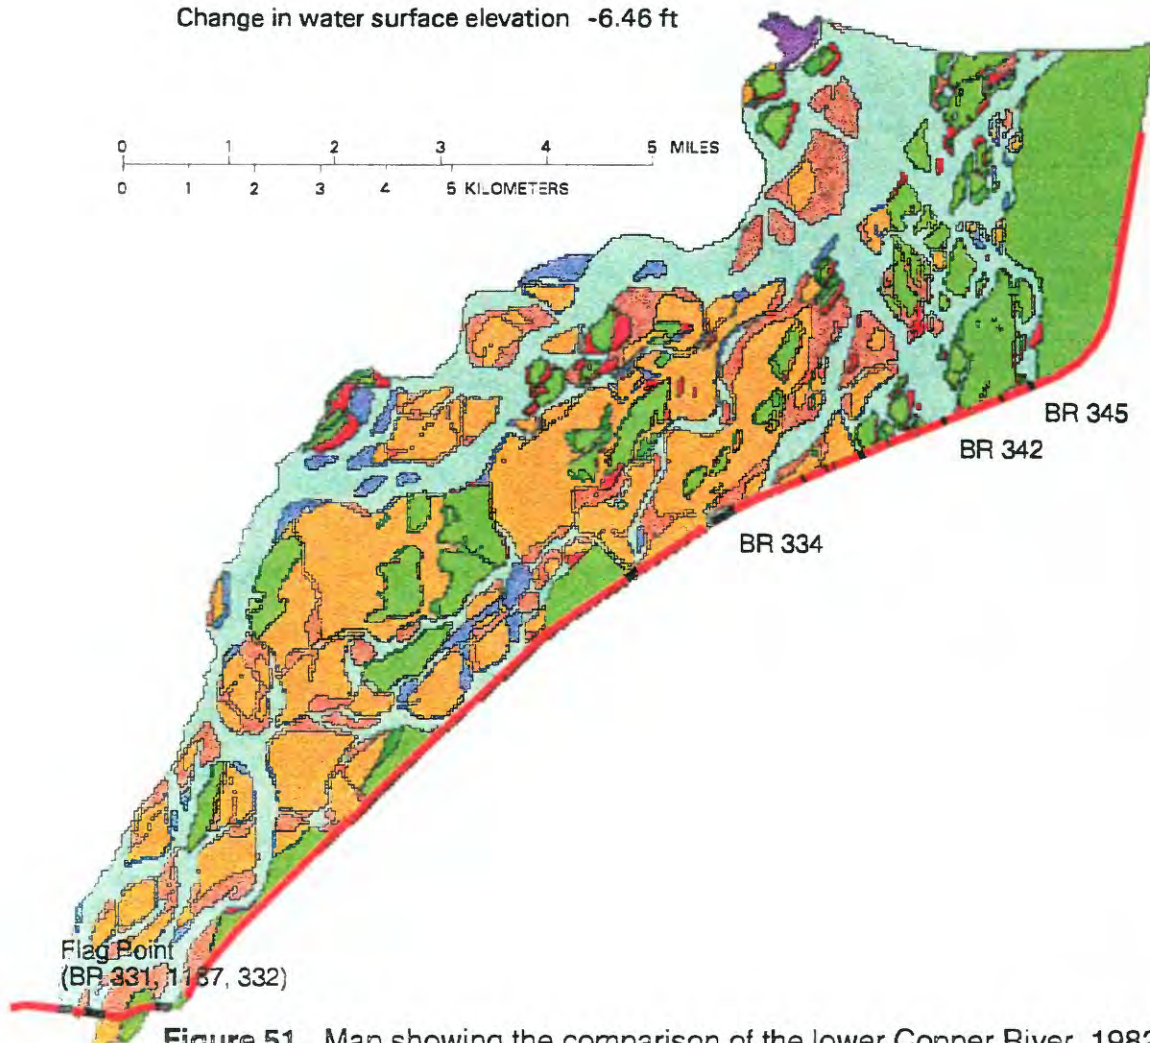 Change in water surface elevation -6.46 ft
0 1 2 3 4 5 MILES
0 1 2 3 4 5 KILOMETERS
BR 345
BR 342
BR 334
Flag Point
(BR 331, 1187, 332)
Figure 51. Map showing the comparison of the lower Copper River, 1982